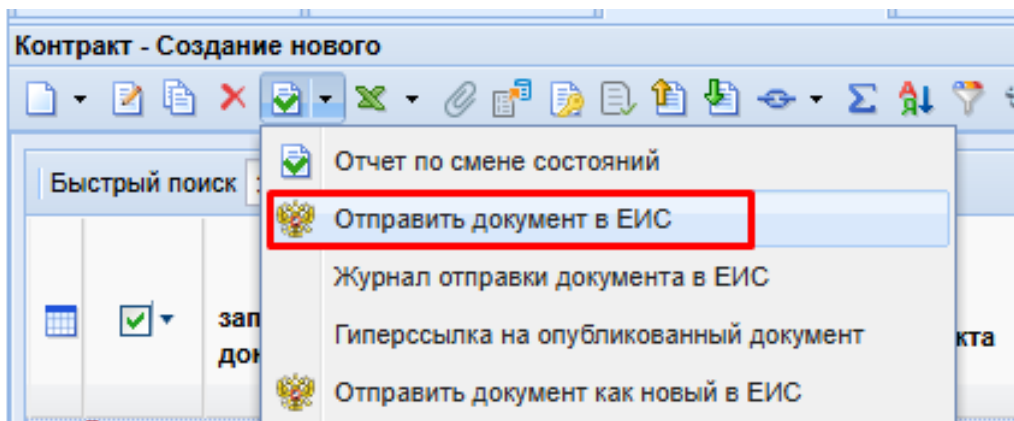 Контракт - Создание нового
Быстрый поиск
Отчет по смене состояний
Отправить документ в ЕИС
Журнал отправки документа в ЕИС
Гиперссылка на опубликованный документ
Отправить документ как новый в ЕИС